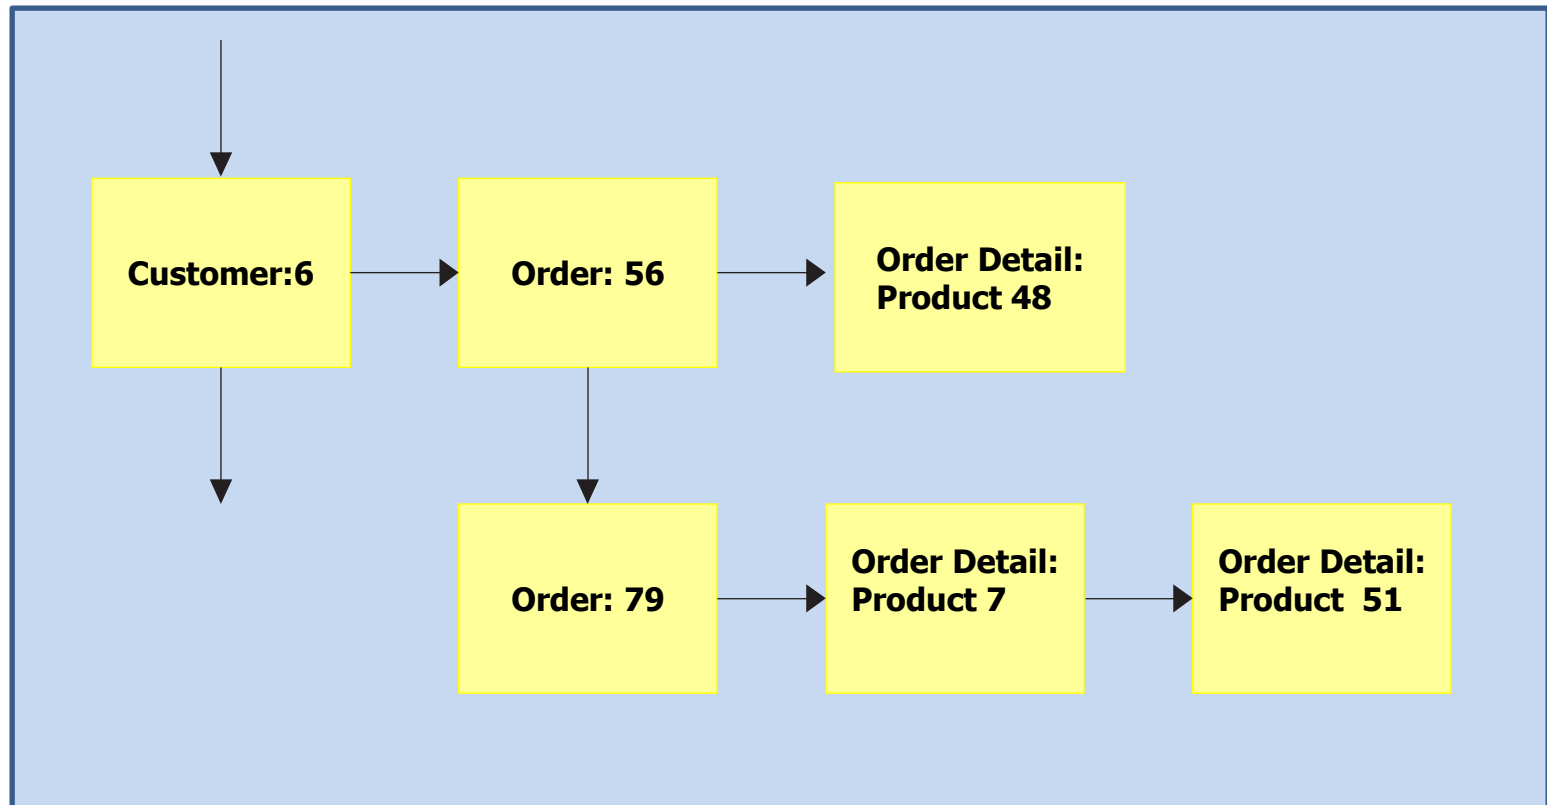 Customer:6
Order: 56
Order Detail:
Product 48
Order: 79
Order Detail:
Product 7
Order Detail:
Product  51